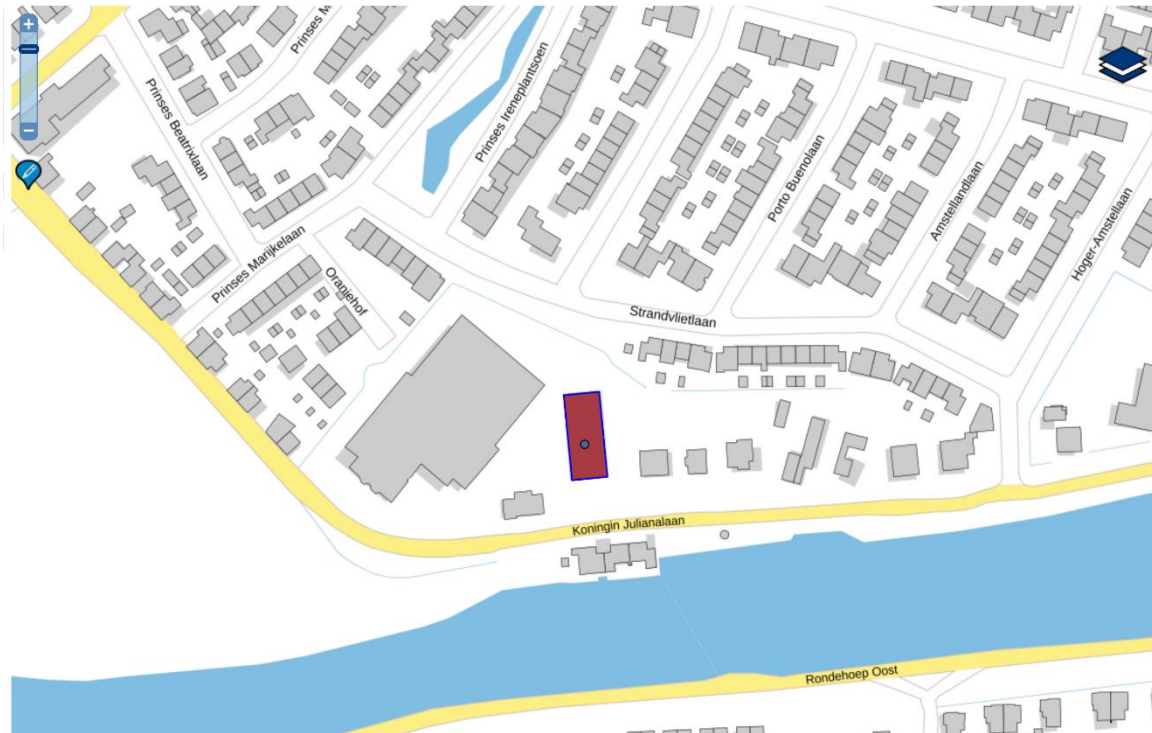 +
Prinses M
Prinses Beatrixlaan
Prinses Ireneplantsoen
Porto Buenolaan
Amstellandlaan
Hoger-Amstellaan
Prinses Marijkelaan
Oranjehof
Strandvlietlaan
Koningin Julianalaan
Rondehoep Oost